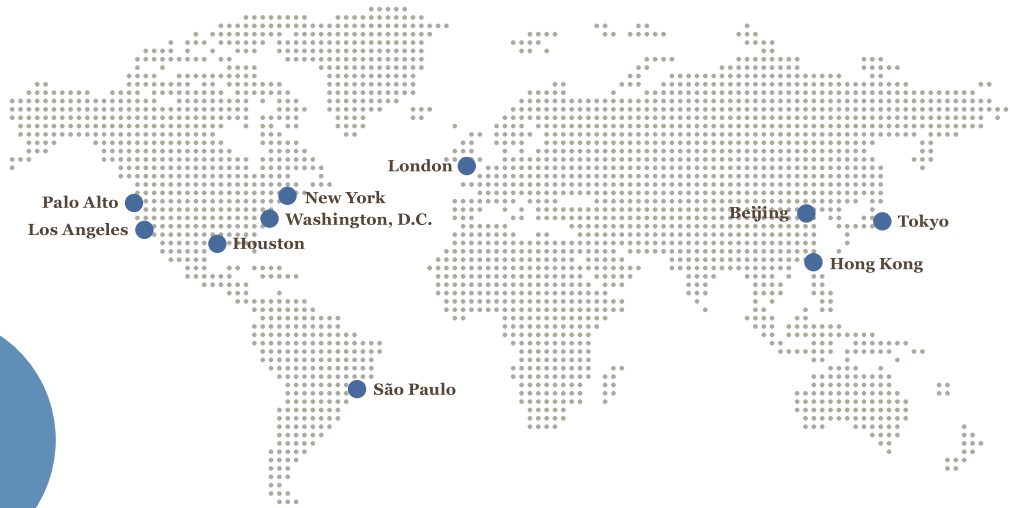 London
New York
Palo Alto
Washington, D.C.
Beijing
Tokyo
Los Angeles
Houston
Hong Kong
São Paulo